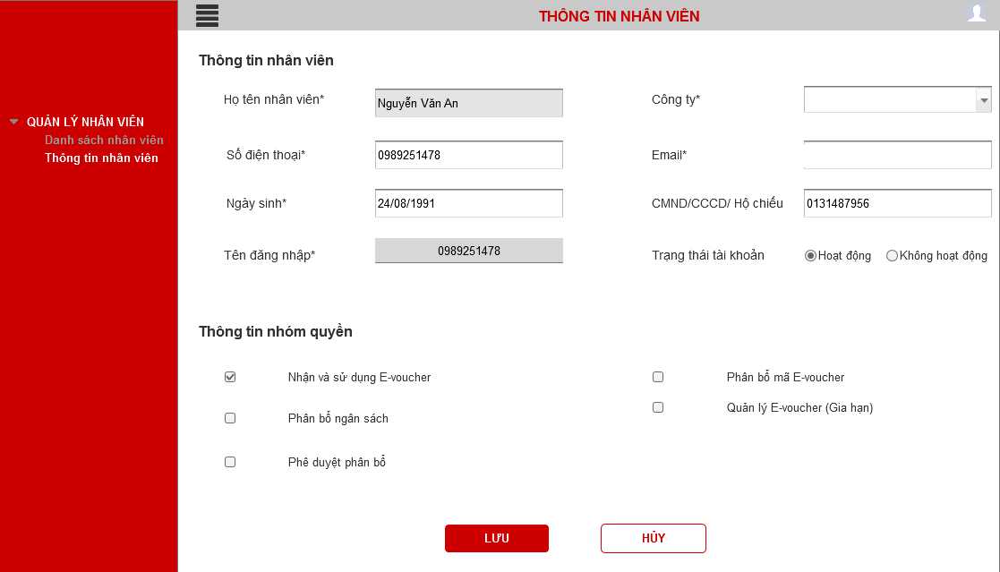 THÔNG TIN NHÂN VIÊN
QUẢN LÝ NHÂN VIÊN
Danh sách nhân viên
Thông tin nhân viên
Thông tin nhân viên
Họ tên nhân viên* Nguyễn Văn An Công ty*
Số điện thoại* 0989251478 Email*
Ngày sinh* 24/08/1991 CMND/CCCD/ Hộ chiếu 0131487956
Tên đăng nhập* 0989251478 Trạng thái tài khoản Hoạt động Không hoạt động
Thông tin nhóm quyền
Nhận và sử dụng E-voucher Phân bổ mã E-voucher
Quản lý E-voucher (Gia hạn)
Phân bổ ngân sách
Phê duyệt phân bổ
LƯU HỦY